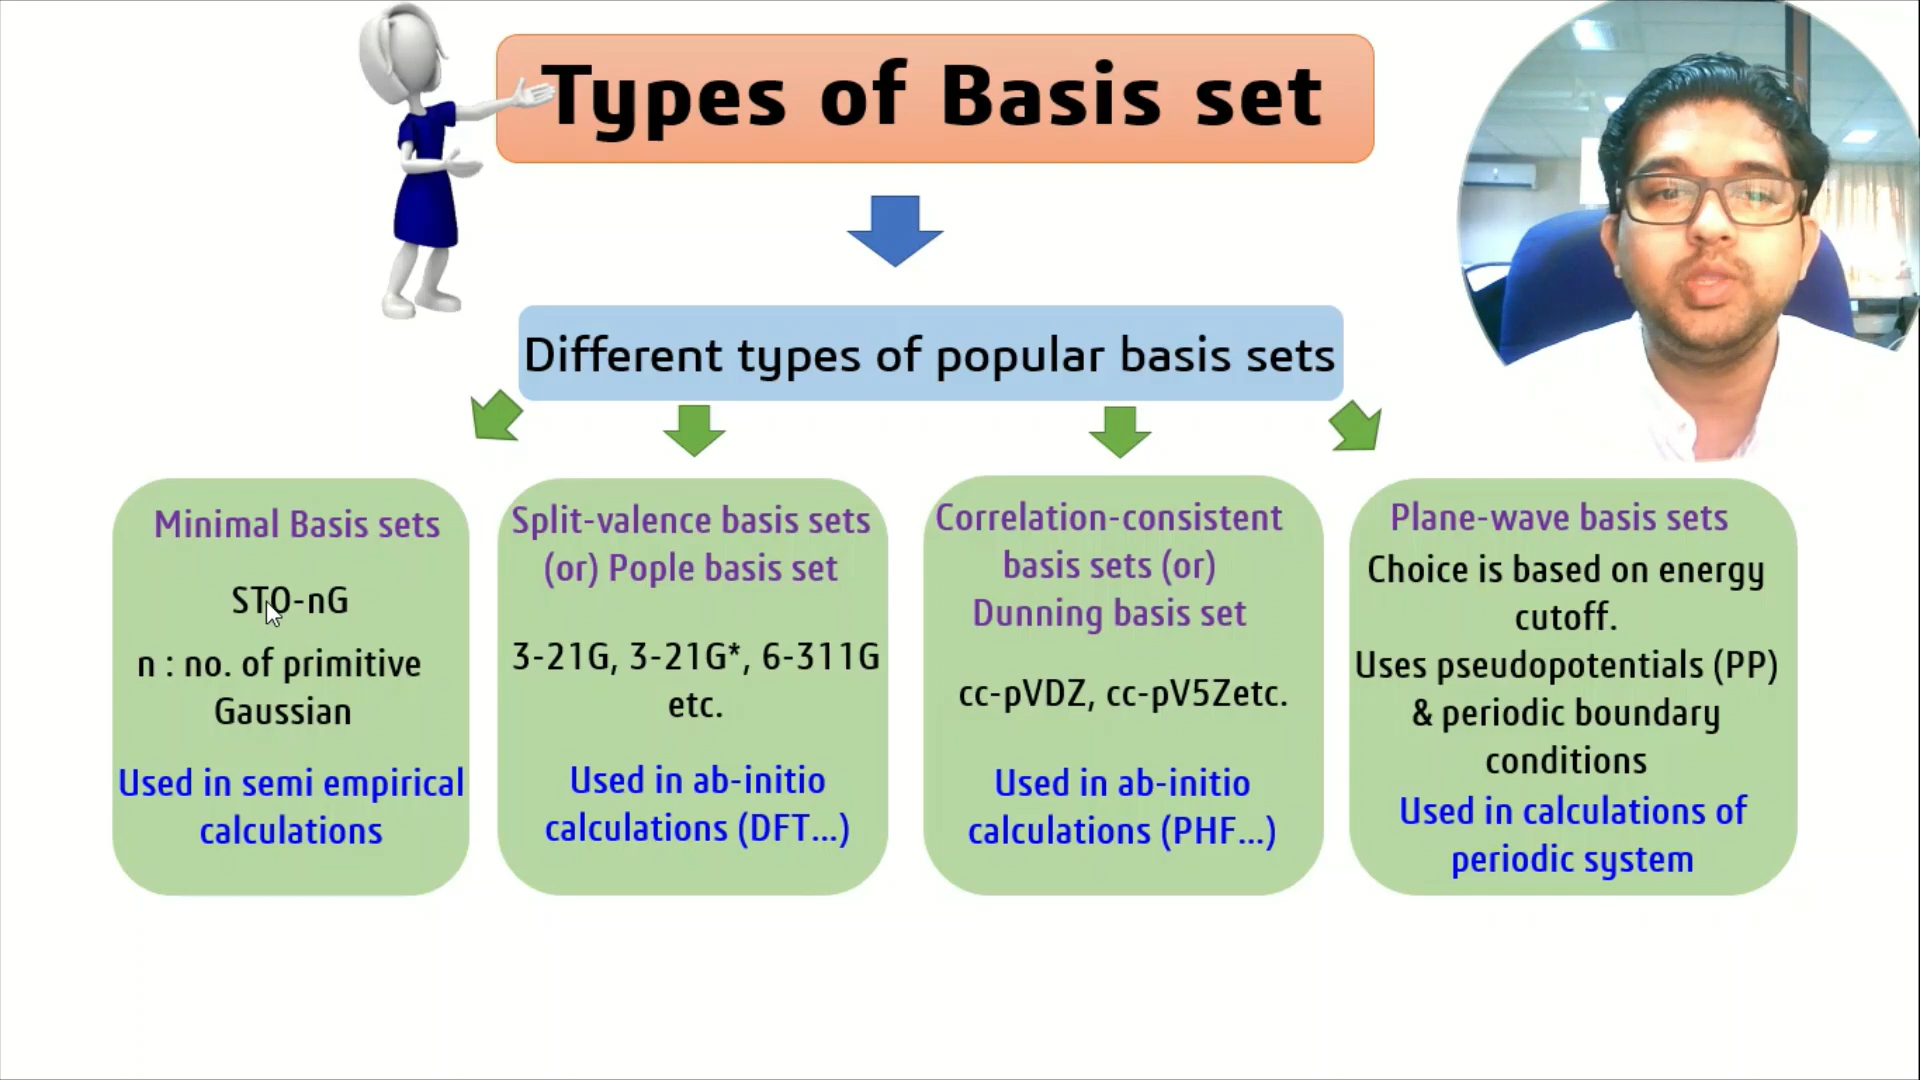 Types of Basis set
Different types of popular basis sets
Minimal Basis sets
STO-nG
n : no. of primitive
Gaussian
Used in semi empirical
calculations
Split-valence basis sets
(or) Pople basis set
3-21G, 3-21G*, 6-311G
etc.
Used in ab-initio
calculations (DFT...)
Correlation-consistent
basis sets (or)
Dunning basis set
cc-pVDZ, cc-pV5Zetc.
Used in ab-initio
calculations (PHF...)
Plane-wave basis sets
Choice is based on energy
cutoff.
Uses pseudopotentials (PP)
& periodic boundary
conditions
Used in calculations of
periodic system